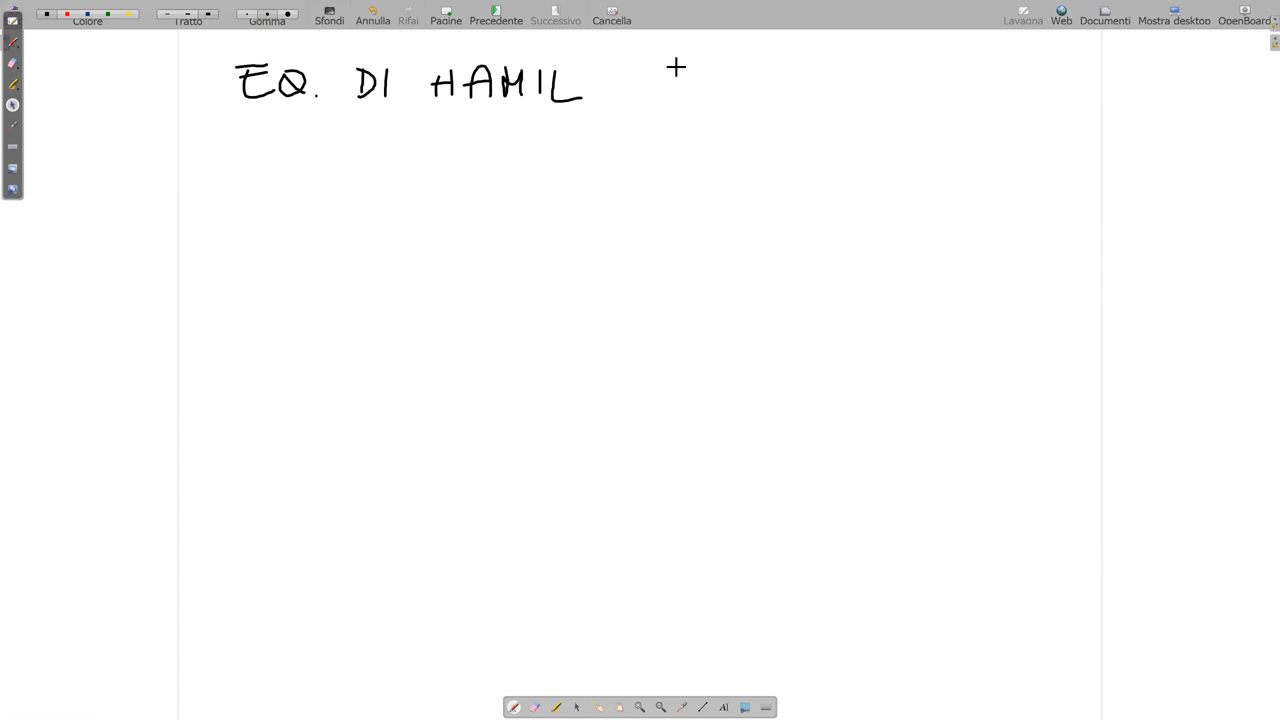 Colore Tratto Gomma Sfondi Annulla Rifai Pagine Precedente Successivo Cancella Lavagna Web Documenti Mostra desktop OpenBoard
EQ. DI HAMIL